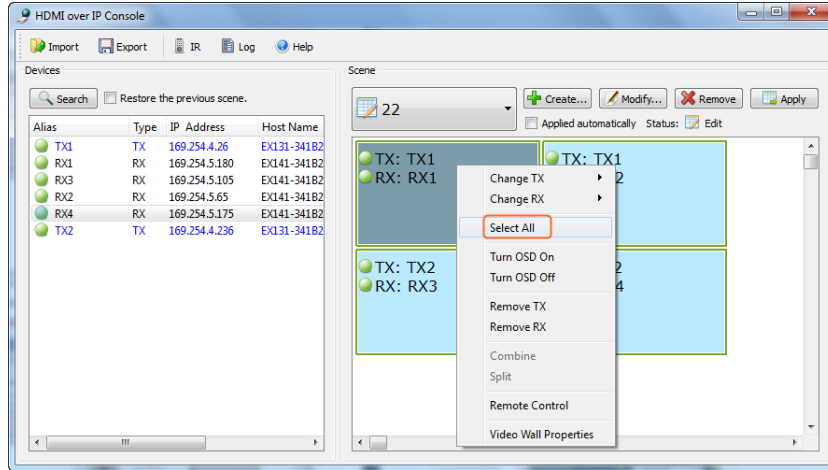 HDMI over IP Console
Import Export IR Log Help
Devices
Scene
Search Restore the previous scene.
22
Create... Modify... Remove Apply
Applied automatically Status: Edit
Alias Type IP Address Host Name
TX1 TX 169.254.4.26 EX131-341B2
RX1 RX 169.254.5.180 EX141-341B2
RX3 RX 169.254.5.105 EX141-341B2
RX2 RX 169.254.5.65 EX141-341B2
RX4 RX 169.254.5.175 EX141-341B2
TX2 TX 169.254.4.236 EX131-341B2
TX: TX1
RX: RX1
TX: TX1
2
TX: TX2
RX: RX3
2
4
Change TX
Change RX
Select All
Turn OSD On
Turn OSD Off
Remove TX
Remove RX
Combine
Split
Remote Control
Video Wall Properties